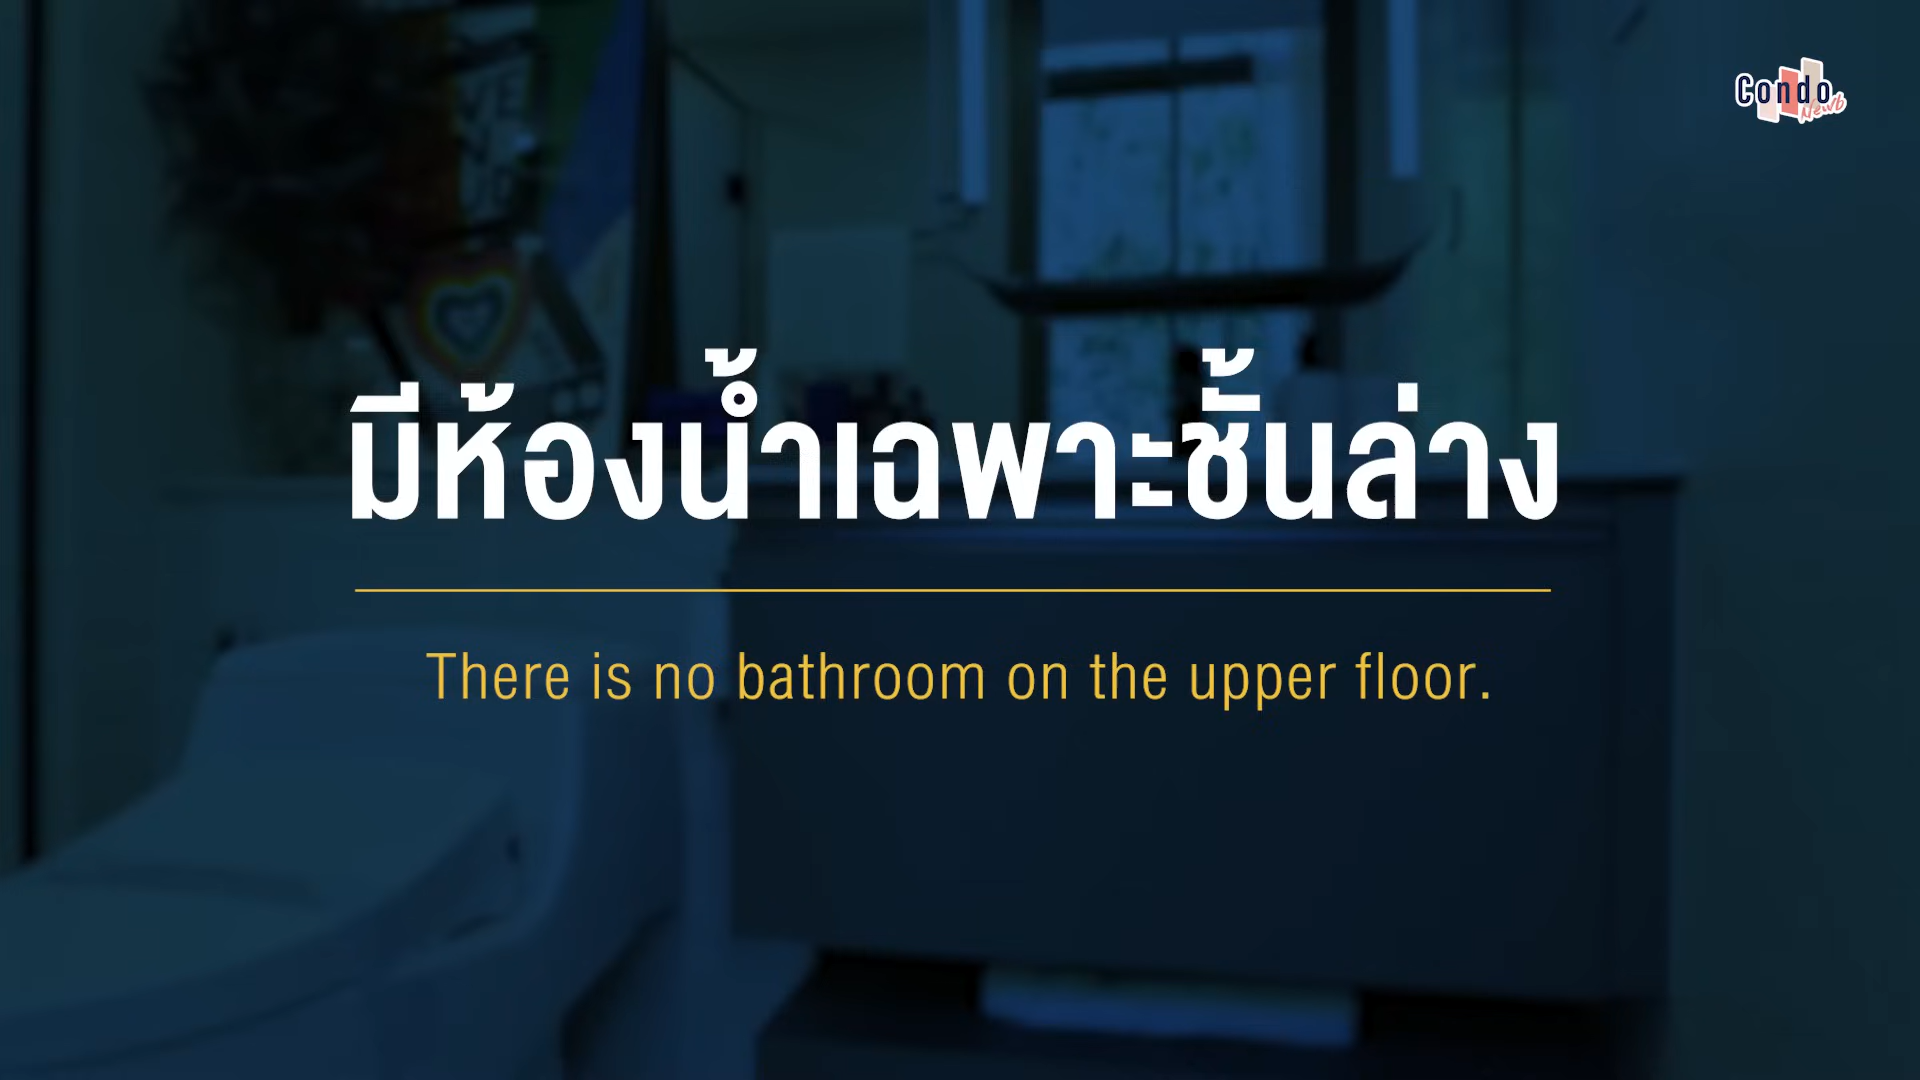 Condo
Newb
มีห้องน้ำเฉพาะชั้นล่าง
There is no bathroom on the upper floor.